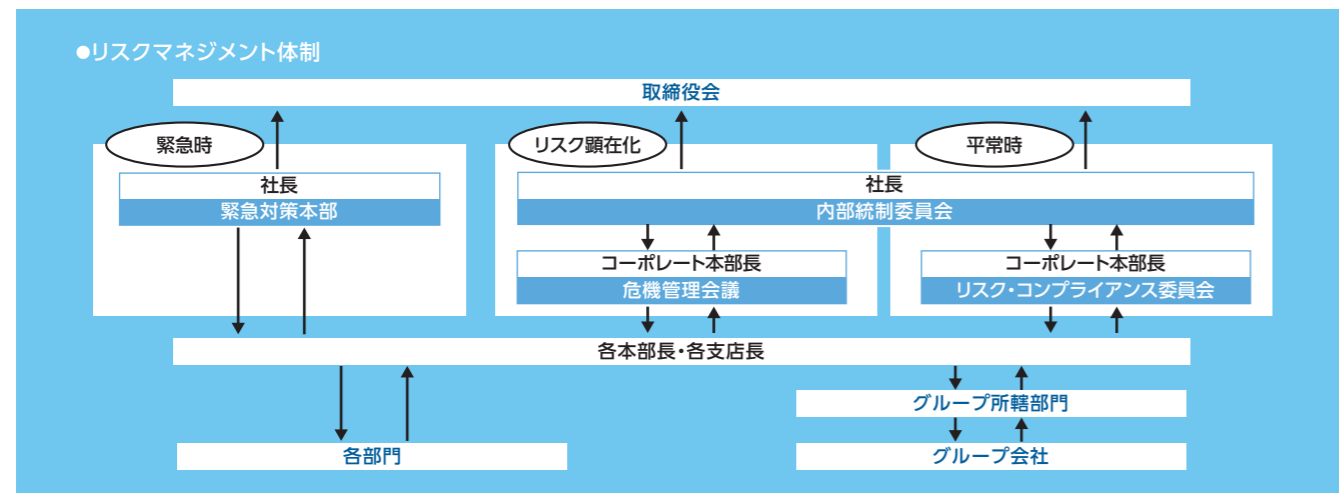 ●リスクマネジメント体制
取締役会
緊急時
リスク顕在化
平常時
社長
緊急対策本部
社長
内部統制委員会
コーポレート本部長
危機管理会議
コーポレート本部長
リスク・コンプライアンス委員会
各本部長・各支店長
グループ所轄部門
各部門
グループ会社